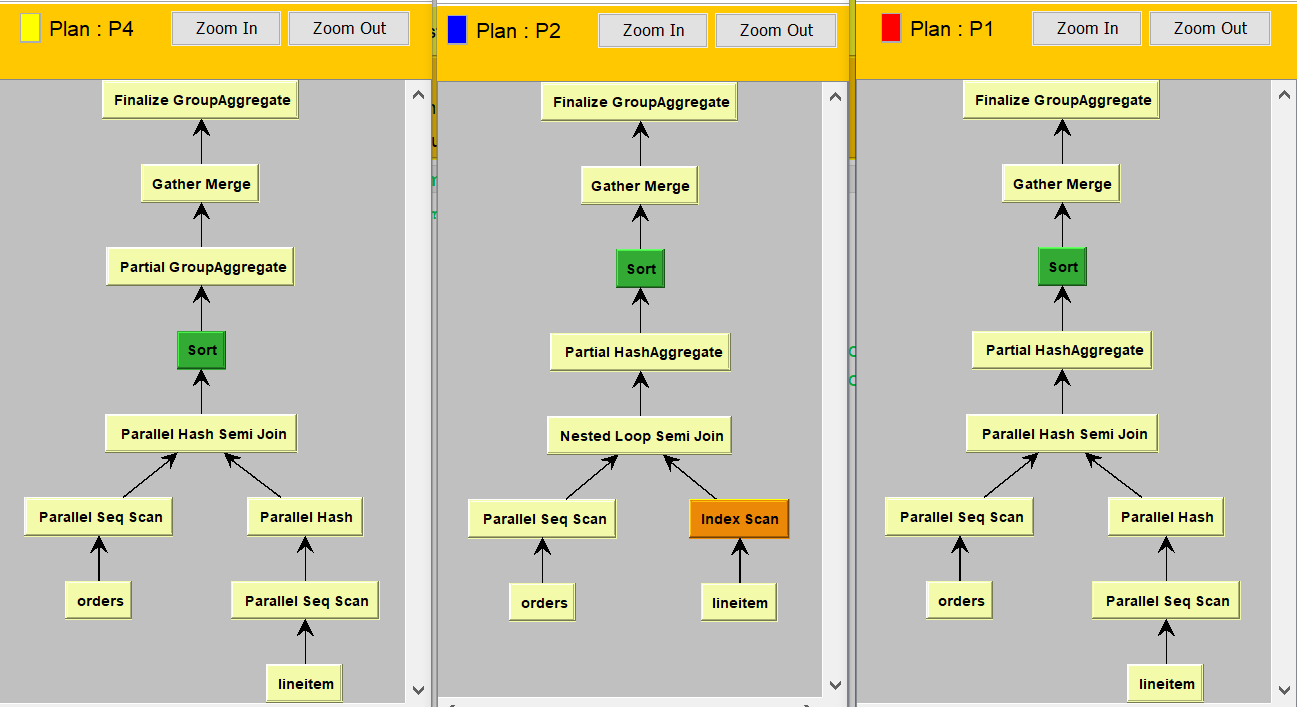 Plan : P4
Zoom In
Zoom Out
Finalize GroupAggregate
Gather Merge
Partial GroupAggregate
Sort
Parallel Hash Semi Join
Parallel Seq Scan
Parallel Hash
orders
Parallel Seq Scan
lineitem
Plan : P2
Zoom In
Zoom Out
Finalize GroupAggregate
Gather Merge
Sort
Partial HashAggregate
Nested Loop Semi Join
Parallel Seq Scan
Index Scan
orders
lineitem
Plan : P1
Zoom In
Zoom Out
Finalize GroupAggregate
Gather Merge
Sort
Partial HashAggregate
Parallel Hash Semi Join
Parallel Seq Scan
Parallel Hash
orders
Parallel Seq Scan
lineitem